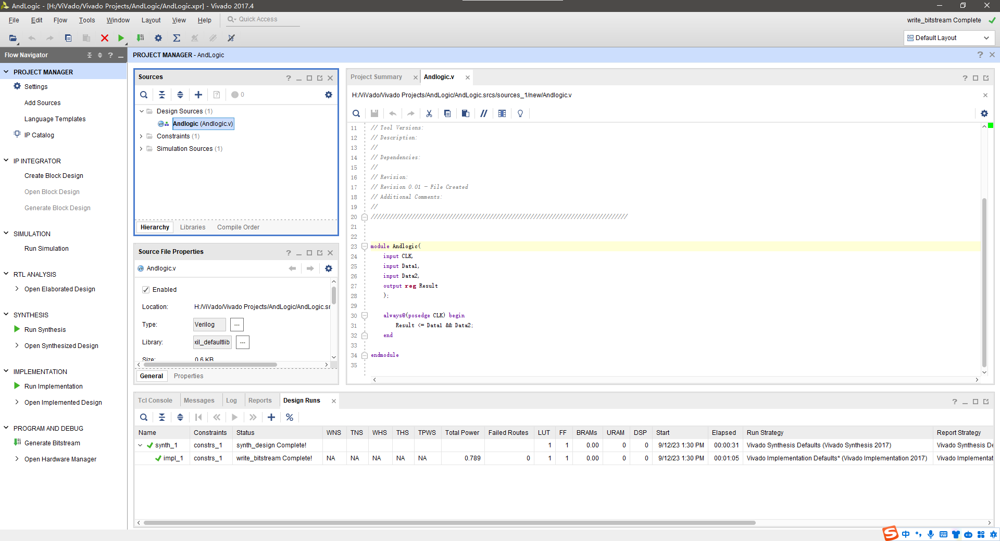 AndLogic - [H:/ViVado/Vivado Projects/AndLogic/AndLogic.xpr] - Vivado 2017.4
File Edit Flow Tools Window Layout View Help Quick Access
write_bitstream Complete
Default Layout
Flow Navigator
PROJECT MANAGER
Settings
Add Sources
Language Templates
IP Catalog
IP INTEGRATOR
Create Block Design
Open Block Design
Generate Block Design
SIMULATION
Run Simulation
RTL ANALYSIS
Open Elaborated Design
SYNTHESIS
Run Synthesis
Open Synthesized Design
IMPLEMENTATION
Run Implementation
Open Implemented Design
PROGRAM AND DEBUG
Generate Bitstream
Open Hardware Manager
PROJECT MANAGER - AndLogic
Sources
0
Design Sources (1)
Andlogic (Andlogic.v)
Constraints (1)
Simulation Sources (1)
Hierarchy Libraries Compile Order
Source File Properties
Andlogic.v
Enabled
Location: H:/ViVado/Vivado Projects/AndLogic/AndLogic.sr
Type: Verilog ...
Library: xil_defaultlib ...
Size: 0.6 KB
General Properties
Project Summary Andlogic.v
H:/ViVado/Vivado Projects/AndLogic/AndLogic.srcs/sources_1/new/Andlogic.v
11 // Tool Versions:
12 // Description:
13 //
14 // Dependencies:
15 //
16 // Revision:
17 // Revision 0.01 - File Created
18 // Additional Comments:
19 //
20 //////////////////////////////////////////////////////////////////////////////////
21
22
23 module Andlogic(
24 input CLK,
25 input Data1,
26 input Data2,
27 output reg Result
28 );
29
30 always@(posedge CLK) begin
31 Result <= Data1 && Data2;
32 end
33
34 endmodule
35
Tcl Console Messages Log Reports Design Runs
Name Constraints Status WNS TNS WHS THS TPWS Total Power Failed Routes LUT FF BRAMs URAM DSP Start Elapsed Run Strategy Report Strategy
synth_1 constrs_1 synth_design Complete! 1 1 0.00 0 0 9/12/23 1:30 PM 00:00:31 Vivado Synthesis Defaults (Vivado Synthesis 2017) Vivado Synthesis De
impl_1 constrs_1 write_bitstream Complete! NA NA NA NA NA 0.789 0 1 1 0.00 0 0 9/12/23 1:30 PM 00:01:05 Vivado Implementation Defaults* (Vivado Implementation 2017) Vivado Implementat
中